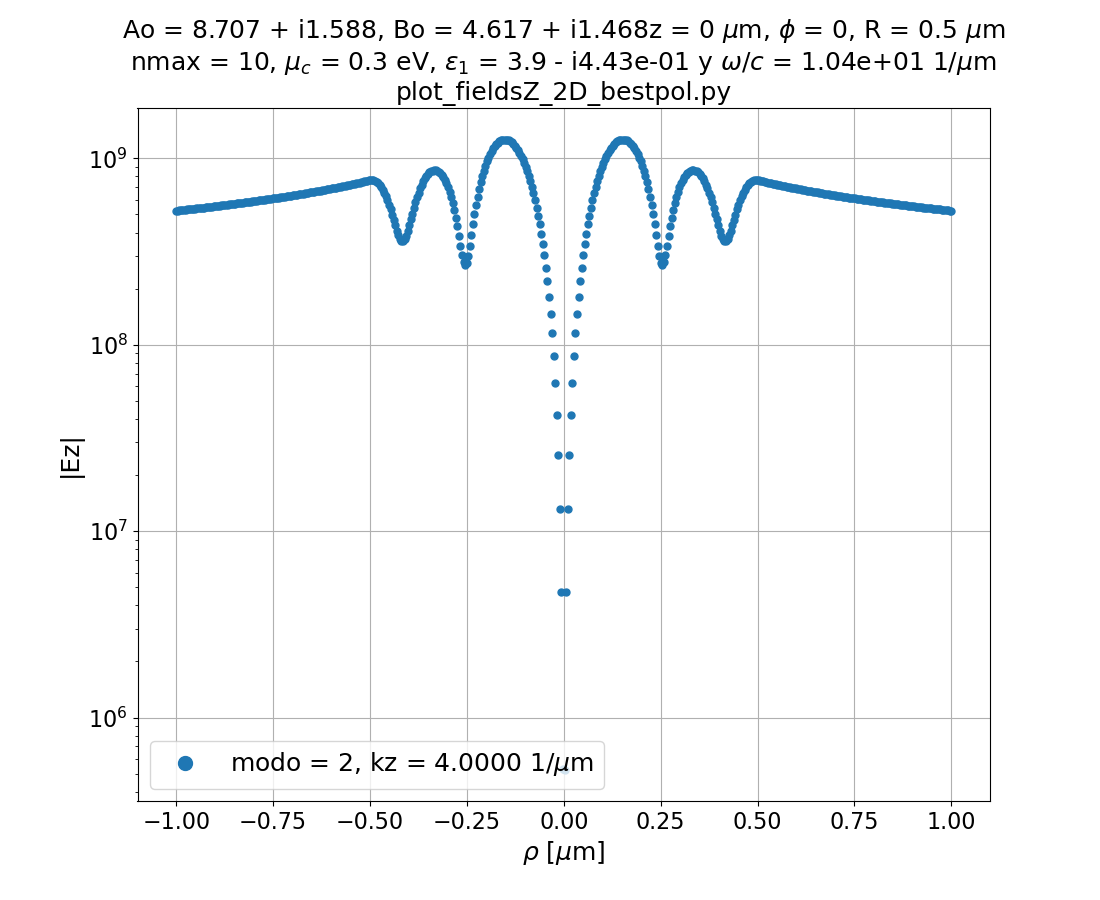 Ao = 8.707 + i1.588, Bo = 4.617 + i1.468z = 0 μm, ϕ = 0, R = 0.5 μm
nmax = 10, μc = 0.3 eV, ε1 = 3.9 - i4.43e-01 y ω/c = 1.04e+01 1/μm
plot_fieldsZ_2D_bestpol.py
|Ez|
10⁹
10⁸
10⁷
10⁶
modo = 2, kz = 4.0000 1/μm
−1.00 −0.75 −0.50 −0.25 0.00 0.25 0.50 0.75 1.00
ρ [μm]